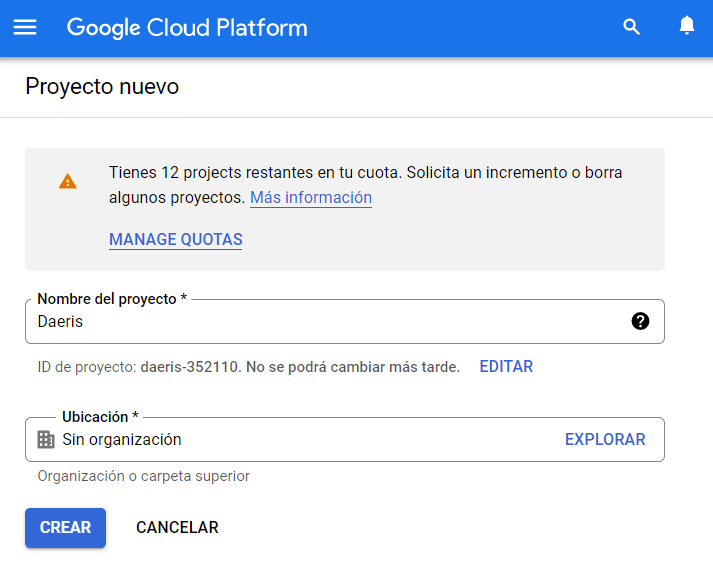 Google Cloud Platform
Proyecto nuevo
Tienes 12 projects restantes en tu cuota. Solicita un incremento o borra
algunos proyectos. Más información
MANAGE QUOTAS
Nombre del proyecto *
Daeris
ID de proyecto: daeris-352110. No se podrá cambiar más tarde. EDITAR
Ubicación *
Sin organización EXPLORAR
Organización o carpeta superior
CREAR CANCELAR